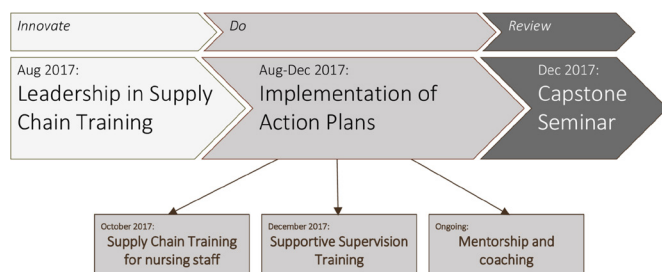 Innovate
Do
Review
Aug 2017:
Leadership in Supply
Chain Training
Aug-Dec 2017:
Implementation of
Action Plans
Dec 2017:
Capstone
Seminar
October 2017:
Supply Chain Training
for nursing staff
December 2017:
Supportive Supervision
Training
Ongoing:
Mentorship and
coaching